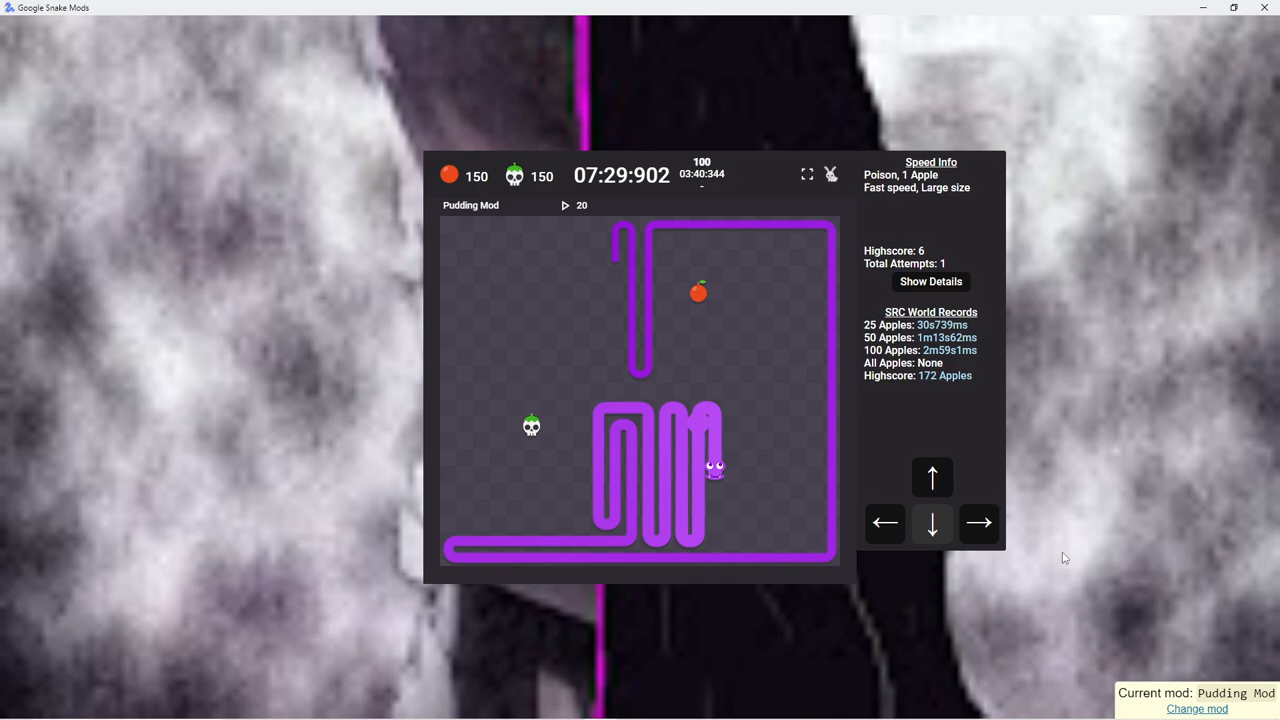 Google Snake Mods
150 150 07:29:902 100
03:40:344
-
Pudding Mod 20
Speed Info
Poison, 1 Apple
Fast speed, Large size
Highscore: 6
Total Attempts: 1
Show Details
SRC World Records
25 Apples: 30s739ms
50 Apples: 1m13s62ms
100 Apples: 2m59s1ms
All Apples: None
Highscore: 172 Apples
↑
← ↓ →
Current mod: Pudding Mod
Change mod